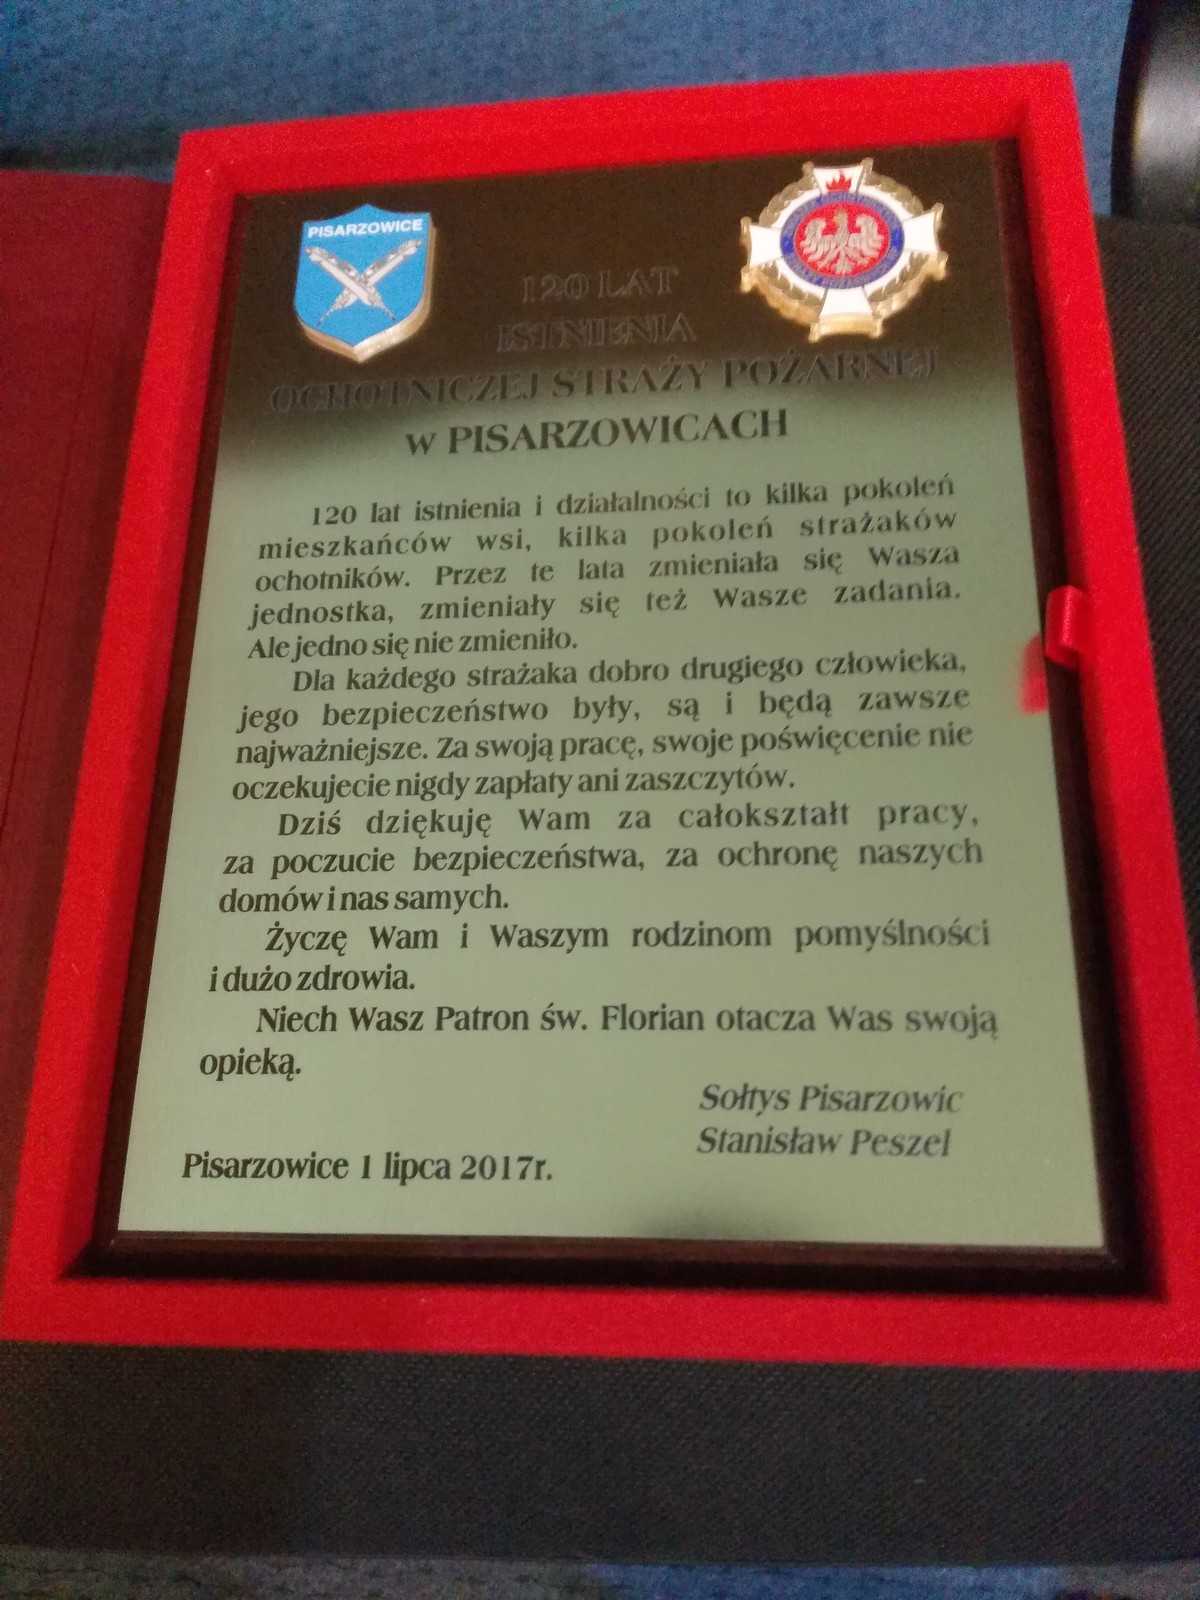 PISARZOWICE
120 LAT
ISTNIENIA
OCHOTNICZEJ STRAŻY POŻARNEJ
W PISARZOWICACH
120 lat istnienia i działalności to kilka pokoleń
mieszkańców wsi, kilka pokoleń strażaków
ochotników. Przez te lata zmieniała się Wasza
jednostka, zmieniały się też Wasze zadania.
Ale jedno się nie zmieniło.
Dla każdego strażaka dobro drugiego człowieka,
jego bezpieczeństwo były, są i będą zawsze
najważniejsze. Za swoją pracę, swoje poświęcenie nie
oczekujecie nigdy zapłaty ani zaszczytów.
Dziś dziękuję Wam za całokształt pracy,
za poczucie bezpieczeństwa, za ochronę naszych
domów i nas samych.
Życzę Wam i Waszym rodzinom pomyślności
i dużo zdrowia.
Niech Wasz Patron św. Florian otacza Was swoją
opieką.
Sołtys Pisarzowic
Stanisław Peszel
Pisarzowice 1 lipca 2017r.